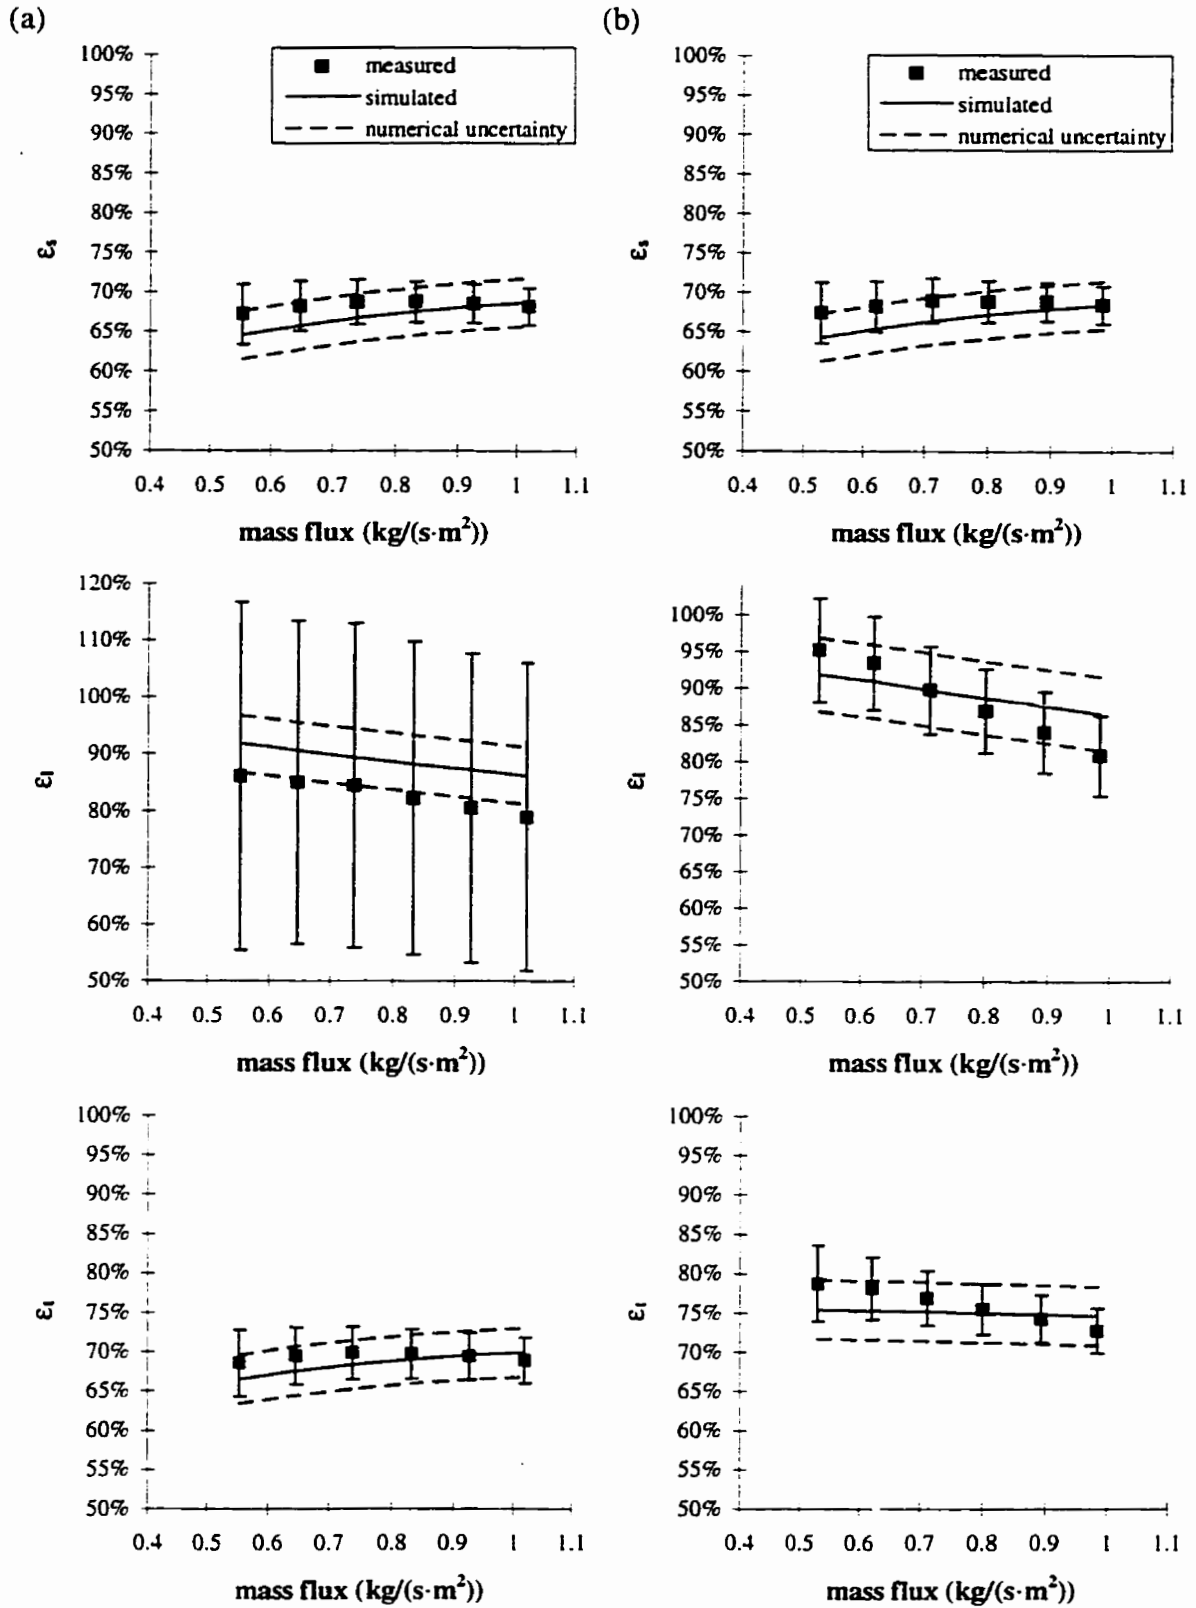 (a)
100%
95%
90%
85%
80%
75%
70%
65%
60%
55%
50%
εs
measured
simulated
numerical uncertainty
0.4 0.5 0.6 0.7 0.8 0.9 1 1.1
mass flux (kg/(s·m²))
(b)
100%
95%
90%
85%
80%
75%
70%
65%
60%
55%
50%
εs
measured
simulated
numerical uncertainty
0.4 0.5 0.6 0.7 0.8 0.9 1 1.1
mass flux (kg/(s·m²))
120%
110%
100%
90%
80%
70%
60%
50%
εl
0.4 0.5 0.6 0.7 0.8 0.9 1 1.1
mass flux (kg/(s·m²))
100%
95%
90%
85%
80%
75%
70%
65%
60%
55%
50%
εl
0.4 0.5 0.6 0.7 0.8 0.9 1 1.1
mass flux (kg/(s·m²))
100%
95%
90%
85%
80%
75%
70%
65%
60%
55%
50%
εt
0.4 0.5 0.6 0.7 0.8 0.9 1 1.1
mass flux (kg/(s·m²))
100%
95%
90%
85%
80%
75%
70%
65%
60%
55%
50%
εt
0.4 0.5 0.6 0.7 0.8 0.9 1 1.1
mass flux (kg/(s·m²))